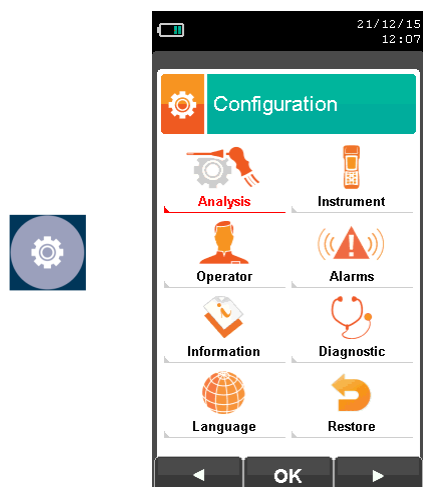 21/12/15
12:07
Configuration
Analysis
Instrument
Operator
Alarms
Information
Diagnostic
Language
Restore
OK